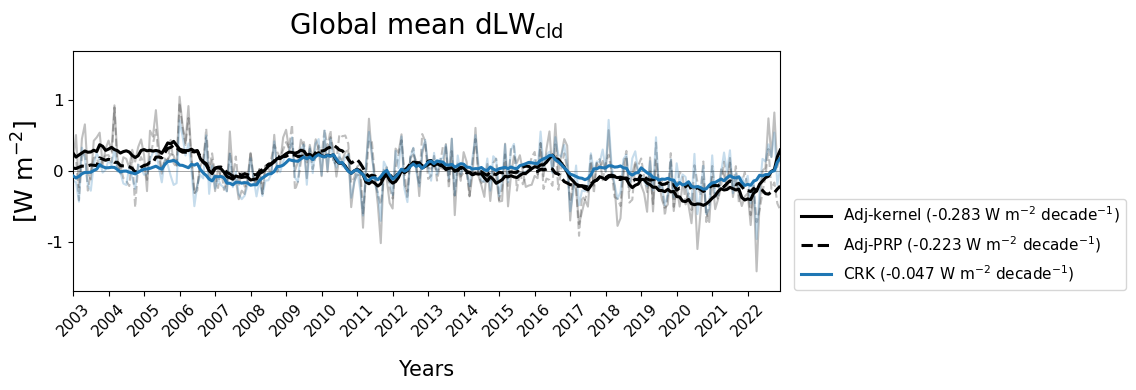 Global mean dLW_cld
[W m⁻²]
1
0
-1
2003 2004 2005 2006 2007 2008 2009 2010 2011 2012 2013 2014 2015 2016 2017 2018 2019 2020 2021 2022
Years
Adj-kernel (-0.283 W m⁻² decade⁻¹)
Adj-PRP (-0.223 W m⁻² decade⁻¹)
CRK (-0.047 W m⁻² decade⁻¹)